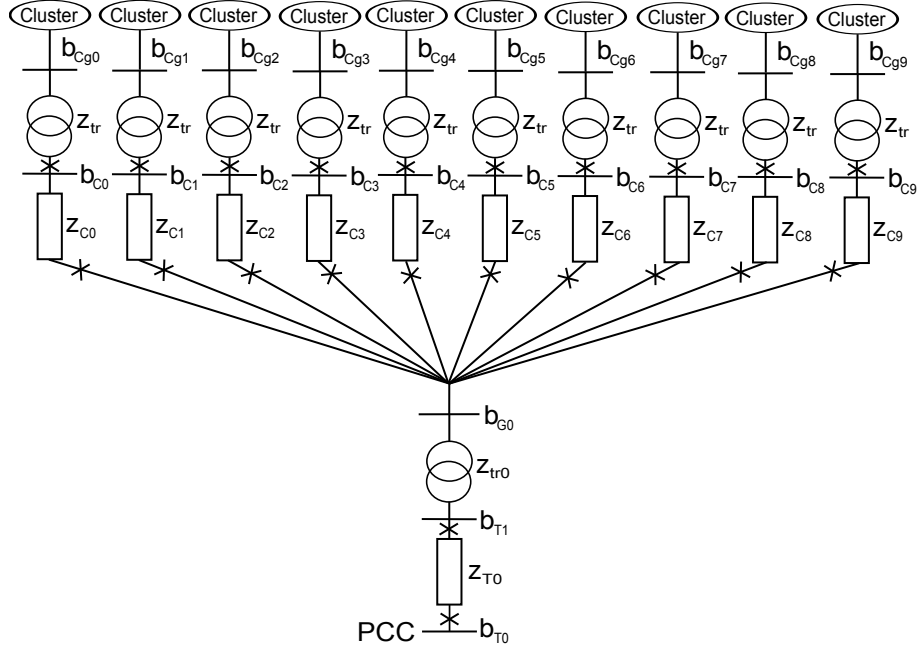 Cluster Cluster Cluster Cluster Cluster Cluster Cluster Cluster Cluster Cluster
bCg0 bCg1 bCg2 bCg3 bCg4 bCg5 bCg6 bCg7 bCg8 bCg9
ztr ztr ztr ztr ztr ztr ztr ztr ztr ztr
bC0 bC1 bC2 bC3 bC4 bC5 bC6 bC7 bC8 bC9
zC0 zC1 zC2 zC3 zC4 zC5 zC6 zC7 zC8 zC9
bG0
ztr0
bT1
zT0
PCC bT0